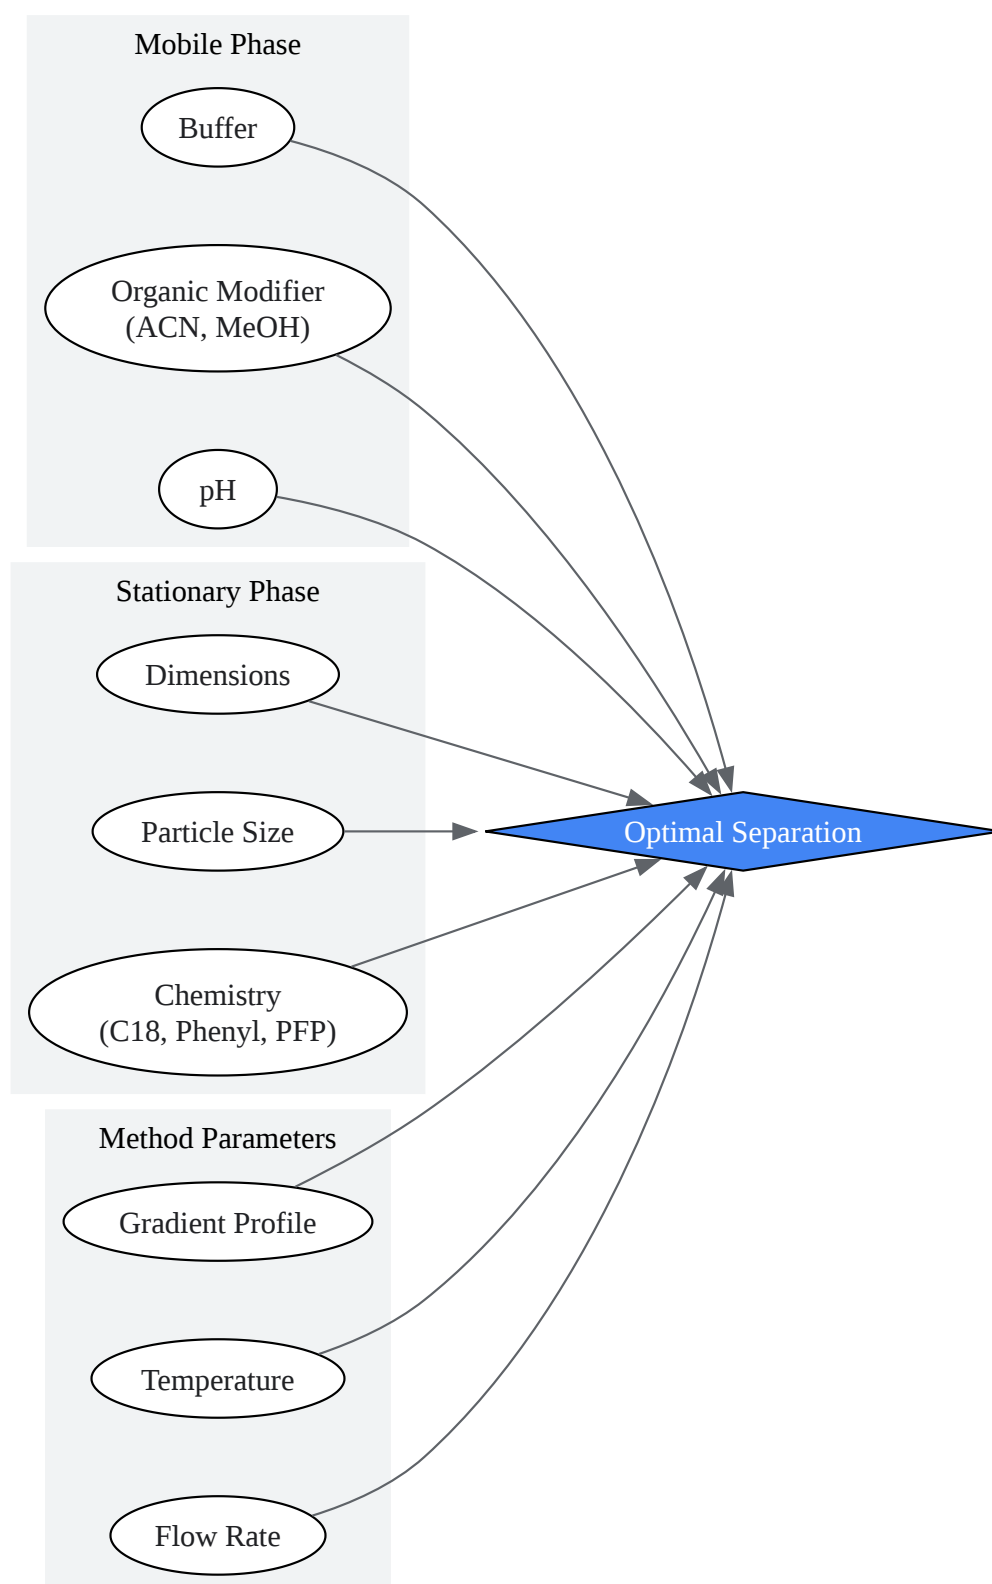 Mobile Phase
Buffer
Organic Modifier
(ACN, MeOH)
pH
Stationary Phase
Dimensions
Particle Size
Optimal Separation
Chemistry
(C18, Phenyl, PFP)
Method Parameters
Gradient Profile
Temperature
Flow Rate